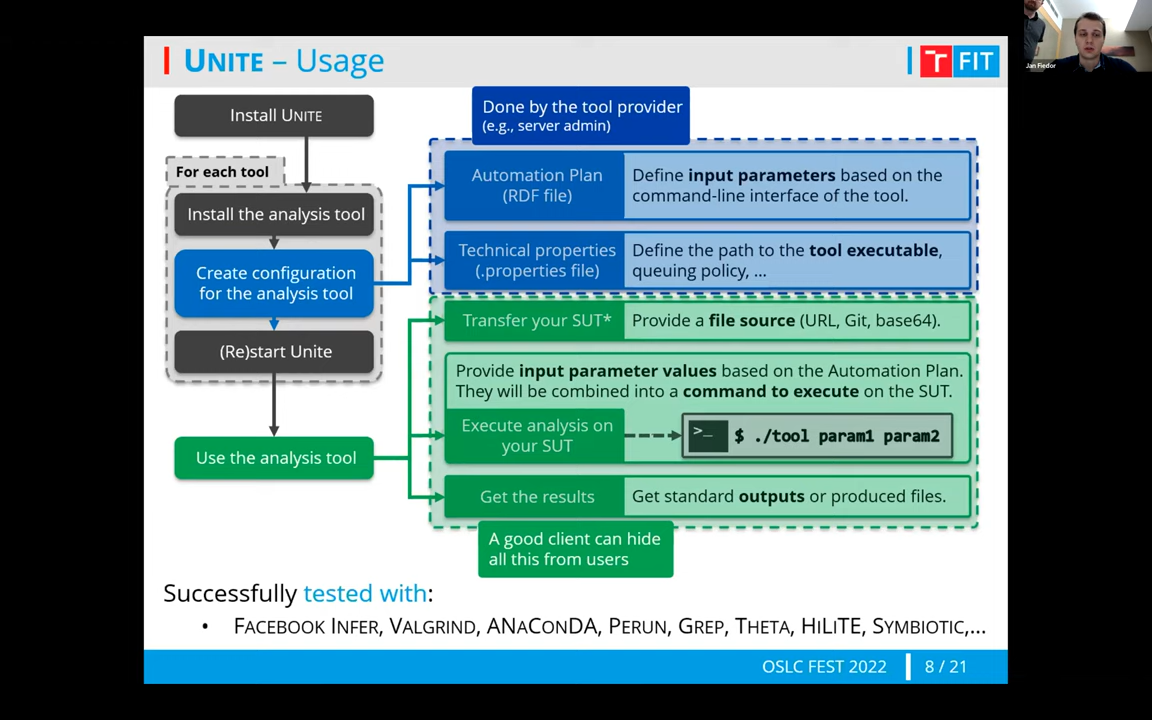 UNITE – Usage
T FIT
Jan Fiedor
Install UNITE
Done by the tool provider
(e.g., server admin)
For each tool
Install the analysis tool
Create configuration
for the analysis tool
(Re)start Unite
Use the analysis tool
Automation Plan
(RDF file)
Define input parameters based on the
command-line interface of the tool.
Technical properties
(.properties file)
Define the path to the tool executable,
queuing policy, ...
Transfer your SUT*
Provide a file source (URL, Git, base64).
Provide input parameter values based on the Automation Plan.
They will be combined into a command to execute on the SUT.
Execute analysis on
your SUT
>_ $ ./tool param1 param2
Get the results
Get standard outputs or produced files.
A good client can hide
all this from users
Successfully tested with:
• FACEBOOK INFER, VALGRIND, ANACONDA, PERUN, GREP, THETA, HILITE, SYMBIOTIC,...
OSLC FEST 2022
8 / 21